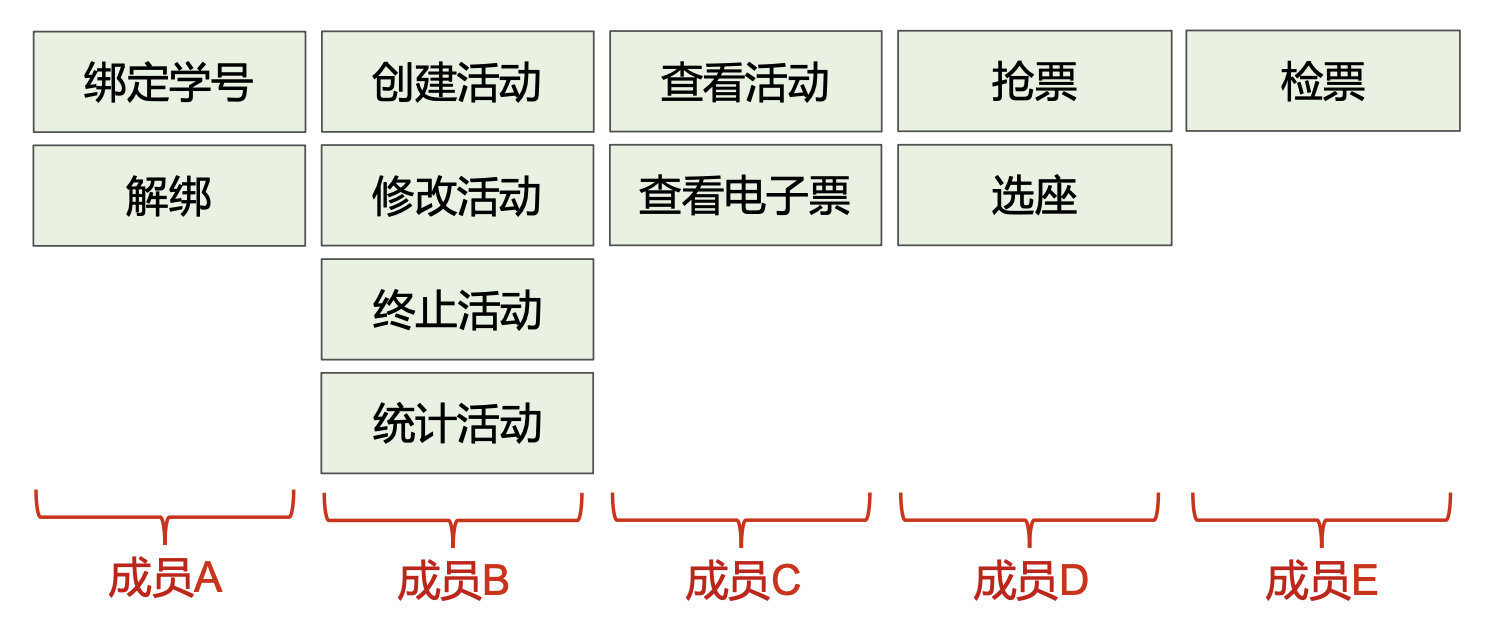 绑定学号
创建活动
查看活动
抢票
检票
解绑
修改活动
查看电子票
选座
终止活动
统计活动
成员A
成员B
成员C
成员D
成员E